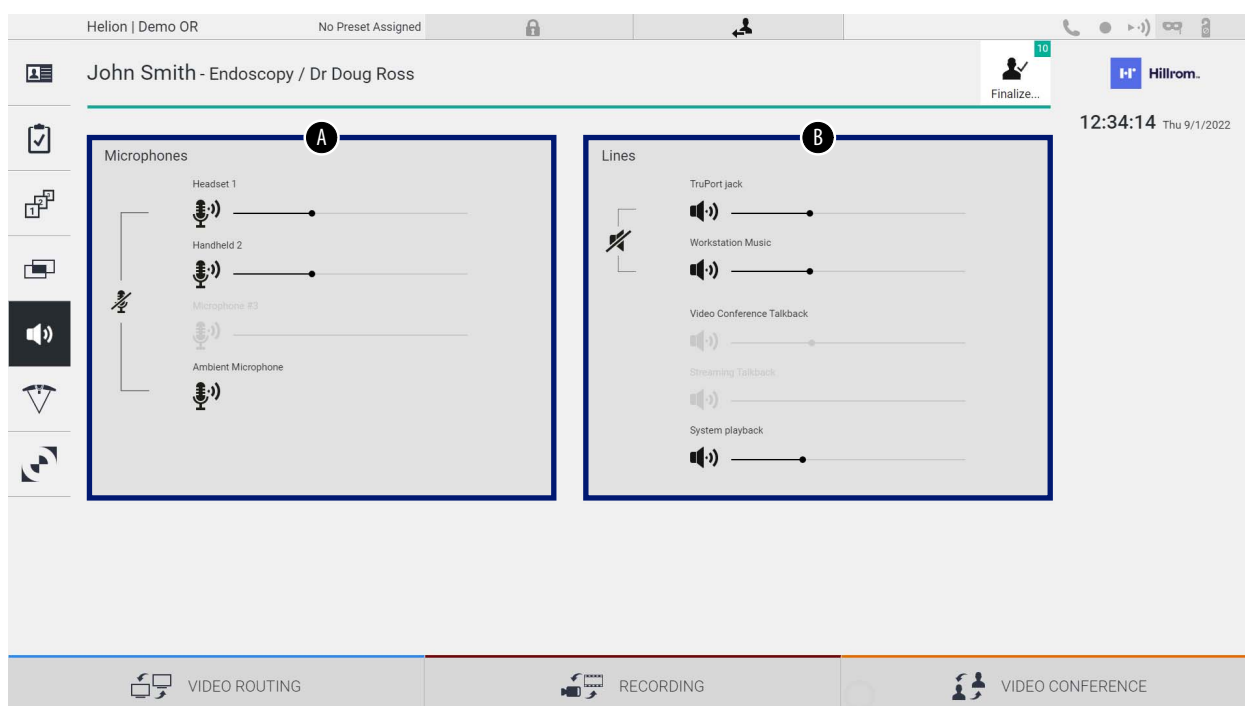 Helion | Demo OR
No Preset Assigned
John Smith - Endoscopy / Dr Doug Ross
10
Finalize...
Hillrom™
12:34:14 Thu 9/1/2022
A
Microphones
Headset 1
Handheld 2
Microphone #3
Ambient Microphone
B
Lines
TruPort jack
Workstation Music
Video Conference Talkback
Streaming Talkback
System playback
VIDEO ROUTING
RECORDING
VIDEO CONFERENCE